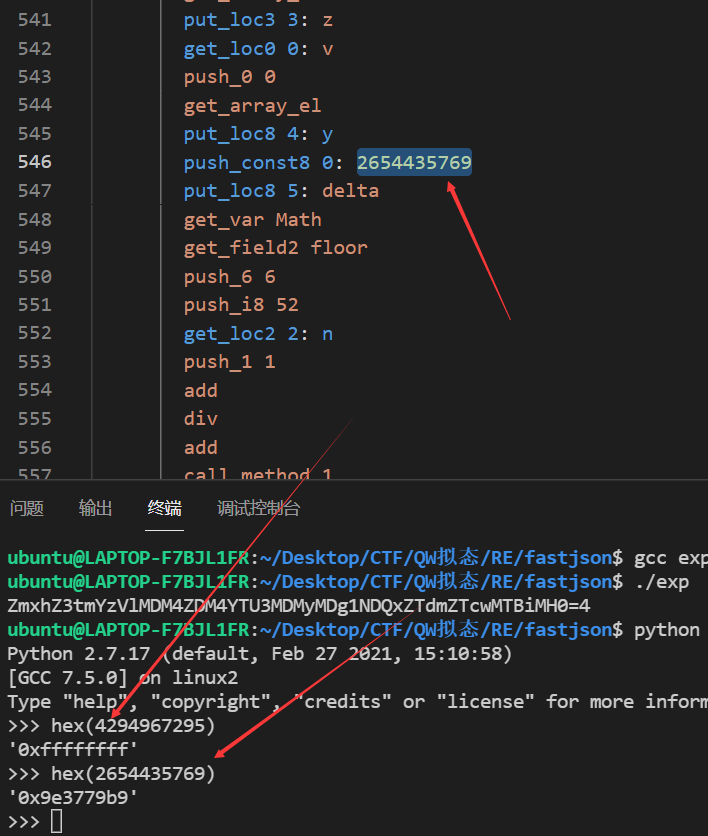 541 put_loc3 3: z
542 get_loc0 0: v
543 push_0 0
544 get_array_el
545 put_loc8 4: y
546 push_const8 0: 2654435769
547 put_loc8 5: delta
548 get_var Math
549 get_field2 floor
550 push_6 6
551 push_i8 52
552 get_loc2 2: n
553 push_1 1
554 add
555 div
556 add
557 call_method 1
问题 输出 终端 调试控制台
ubuntu@LAPTOP-F7BJL1FR:~/Desktop/CTF/QW拟态/RE/fastjson$ gcc exp
ubuntu@LAPTOP-F7BJL1FR:~/Desktop/CTF/QW拟态/RE/fastjson$ ./exp
ZmxhZ3tmYzVlMDM4ZDM4YTU3MDMyMDg1NDQxZTdmZTcwMTBiMH0=4
ubuntu@LAPTOP-F7BJL1FR:~/Desktop/CTF/QW拟态/RE/fastjson$ python
Python 2.7.17 (default, Feb 27 2021, 15:10:58)
[GCC 7.5.0] on linux2
Type "help", "copyright", "credits" or "license" for more inform
>>> hex(4294967295)
'0xffffffff'
>>> hex(2654435769)
'0x9e3779b9'
>>>